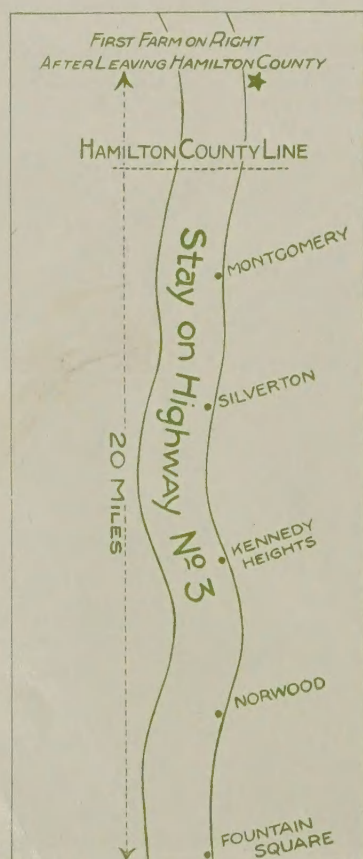 FIRST FARM ON RIGHT
AFTER LEAVING HAMILTON COUNTY
HAMILTON COUNTY LINE
MONTGOMERY
Stay on Highway No 3
SILVERTON
20 MILES
KENNEDY
HEIGHTS
NORWOOD
FOUNTAIN
SQUARE